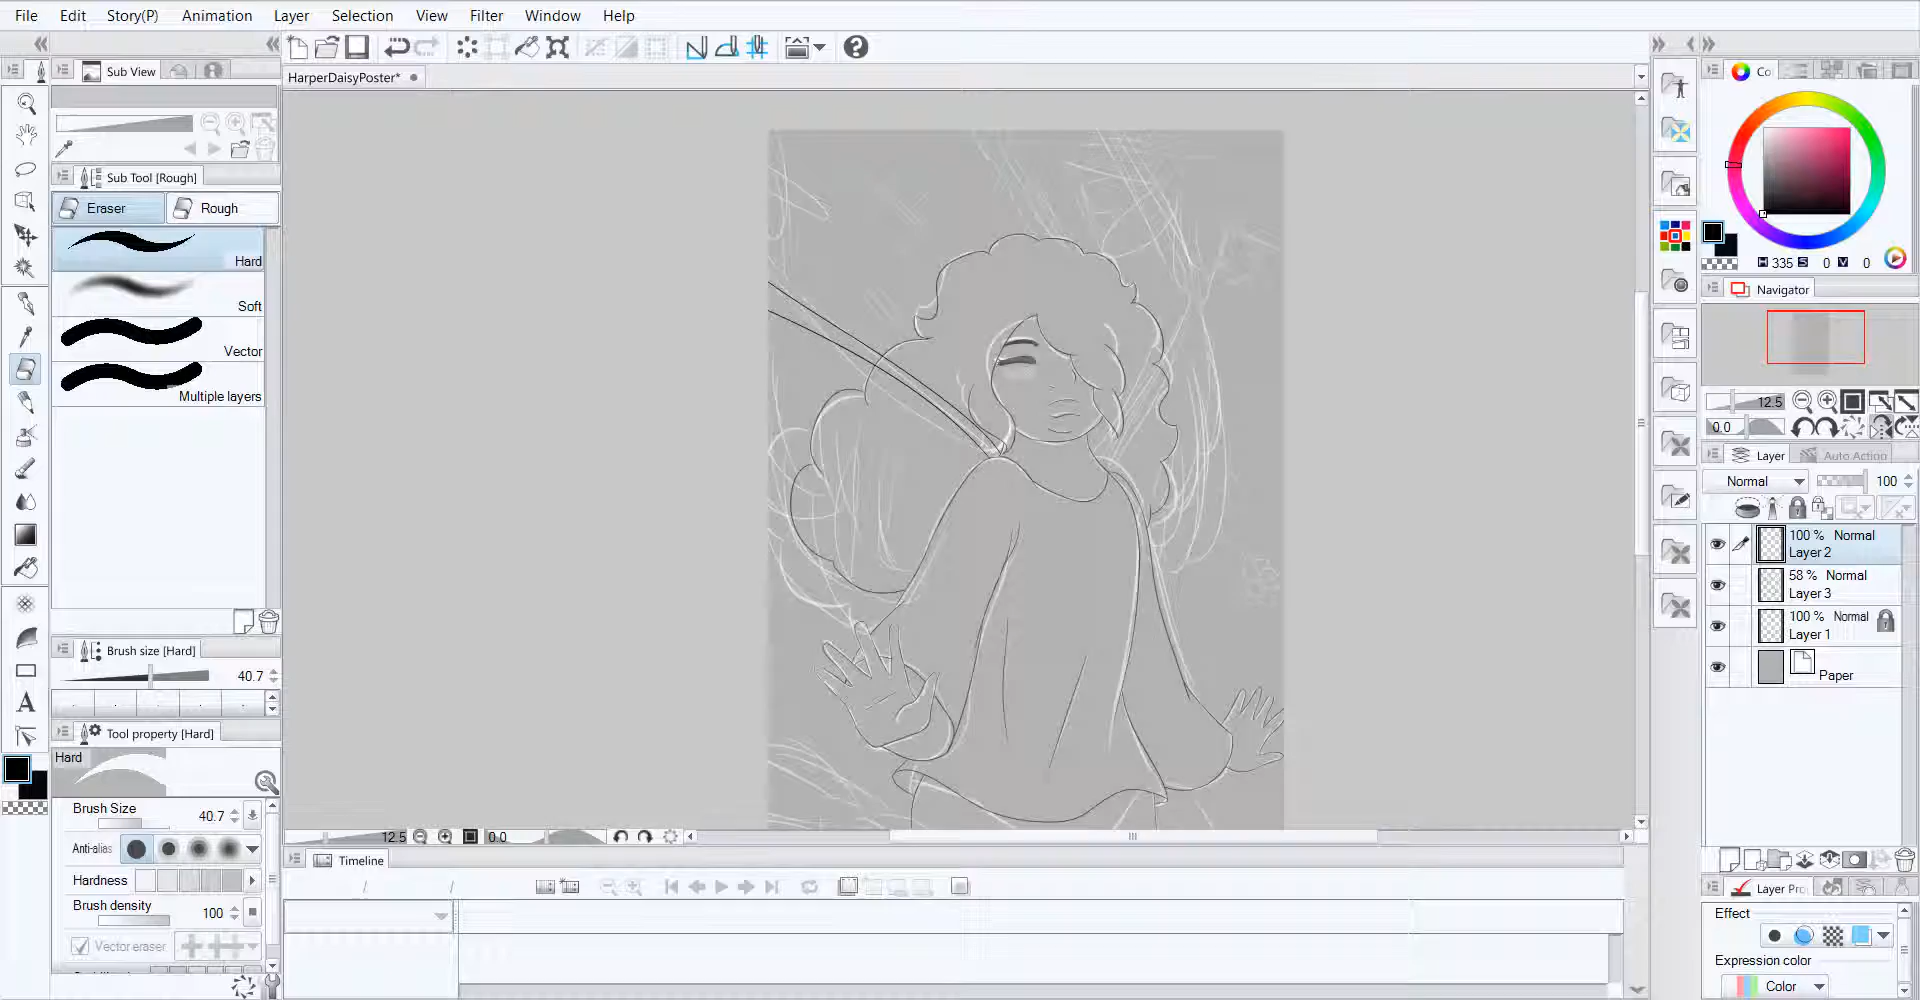 File Edit Story(P) Animation Layer Selection View Filter Window Help
Sub View
HarperDaisyPoster*
Co
Sub Tool [Rough]
Eraser Rough
Hard
Soft
Vector
Multiple layers
335 0 0
Navigator
12.5
0.0
Layer Auto Action
Normal 100
100 % Normal
Layer 2
58 % Normal
Layer 3
100 % Normal
Layer 1
Paper
Brush size [Hard]
40.7
Tool property [Hard]
Hard
Brush Size 40.7
Anti-alias
Hardness
Brush density 100
Vector eraser
12.5 0.0
Timeline
/ /
Layer Pro
Effect
Expression color
Color